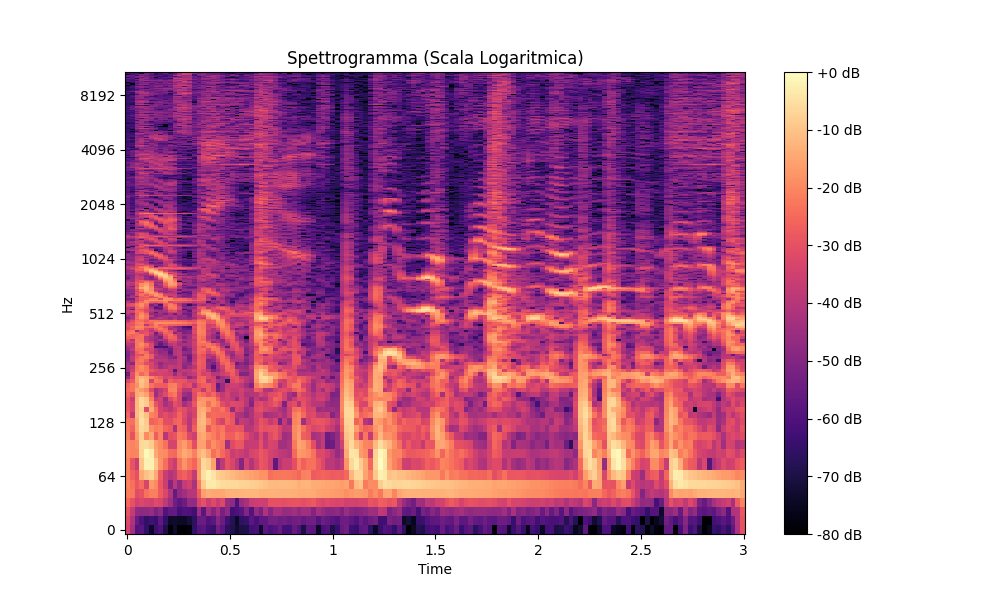 Spettrogramma (Scala Logaritmica)
Hz
8192
4096
2048
1024
512
256
128
64
0
0
0.5
1
1.5
2
2.5
3
Time
+0 dB
-10 dB
-20 dB
-30 dB
-40 dB
-50 dB
-60 dB
-70 dB
-80 dB